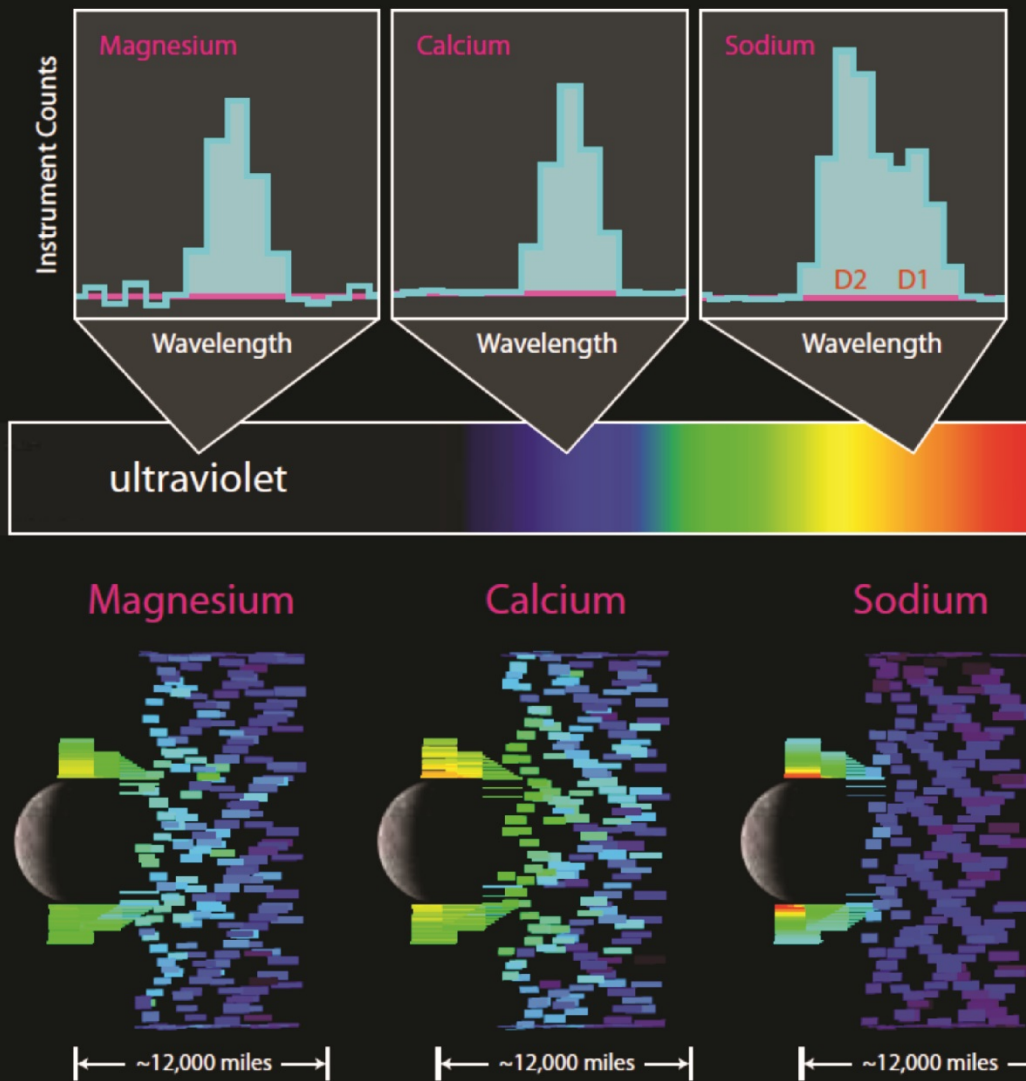 Magnesium
Calcium
Sodium
Instrument Counts
D2
D1
Wavelength
Wavelength
Wavelength
ultraviolet
Magnesium
Calcium
Sodium
~12,000 miles
~12,000 miles
~12,000 miles